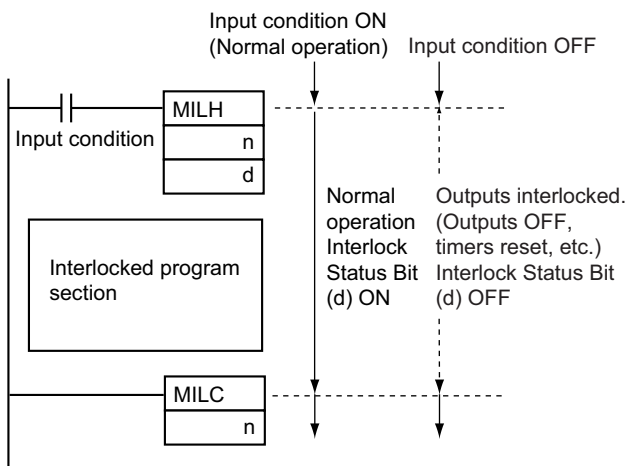 Input condition ON
(Normal operation)
Input condition OFF
MILH
Input condition
n
d
Normal
operation
Interlock
Status Bit
(d) ON
Outputs interlocked.
(Outputs OFF,
timers reset, etc.)
Interlock Status Bit
(d) OFF
Interlocked program
section
MILC
n